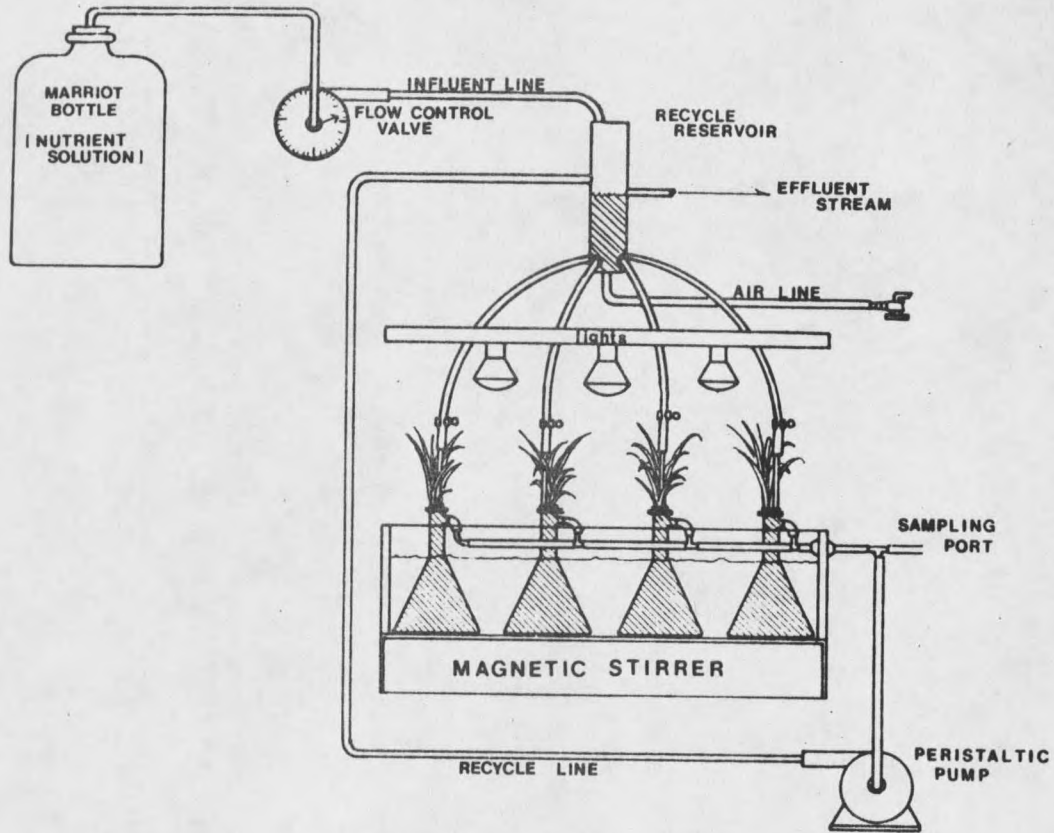 MARRIOT
BOTTLE
| NUTRIENT
SOLUTION |
INFLUENT LINE
FLOW CONTROL
VALVE
RECYCLE
RESERVOIR
EFFLUENT
STREAM
AIR LINE
lights
SAMPLING
PORT
MAGNETIC STIRRER
RECYCLE LINE
PERISTALTIC
PUMP